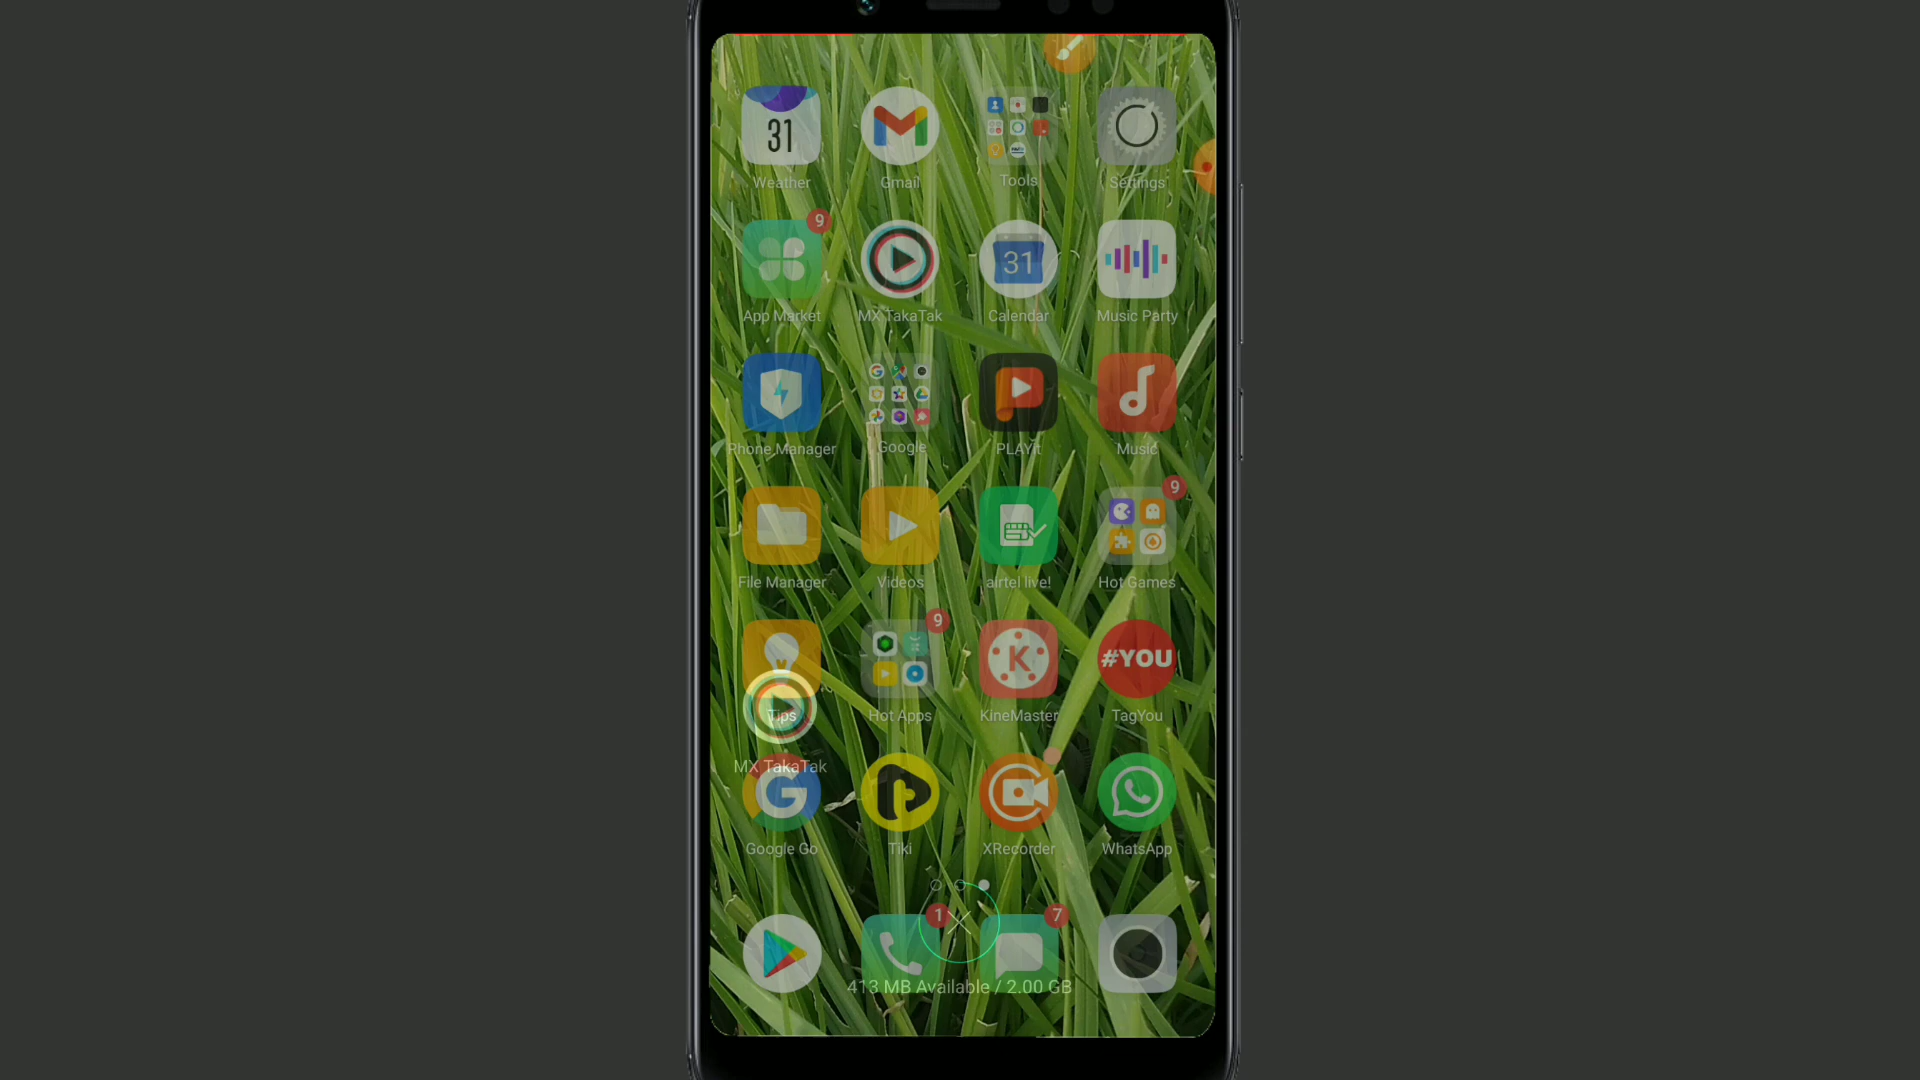 31
Weather
Gmail
Tools
Settings
9
31
App Market
MX TakaTak
Calendar
Music Party
Phone Manager
Google
PLAYit
Music
9
File Manager
Videos
airtel live!
Hot Games
9
K
#YOU
Tips
Hot Apps
KineMaster
TagYou
MX TakaTak
G
Google Go
Tiki
XRecorder
WhatsApp
1
7
413 MB Available / 2.00 GB